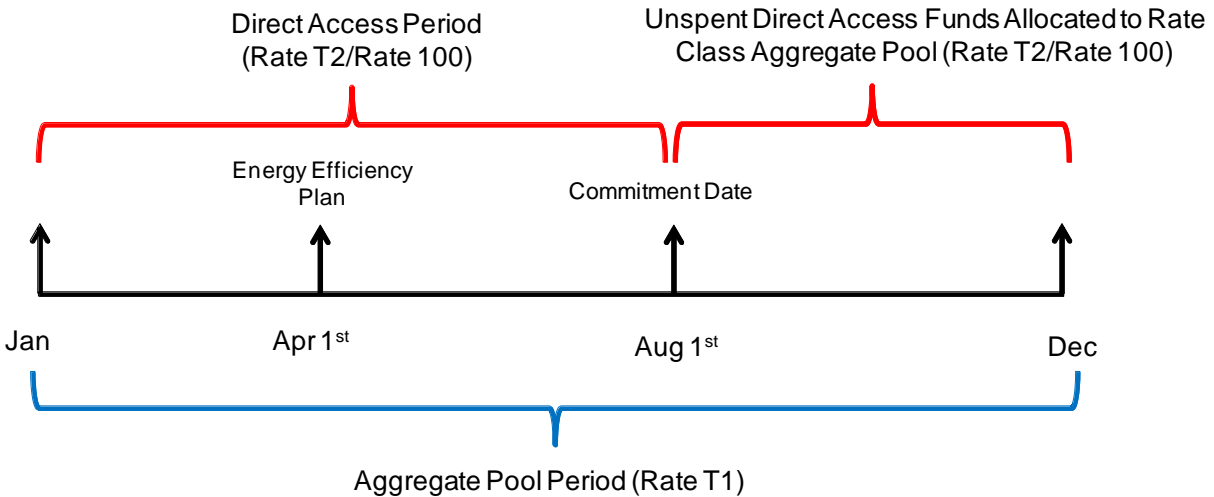 Direct Access Period
(Rate T2/Rate 100)
Unspent Direct Access Funds Allocated to Rate
Class Aggregate Pool (Rate T2/Rate 100)
Energy Efficiency
Plan
Commitment Date
Jan
Apr 1st
Aug 1st
Dec
Aggregate Pool Period (Rate T1)